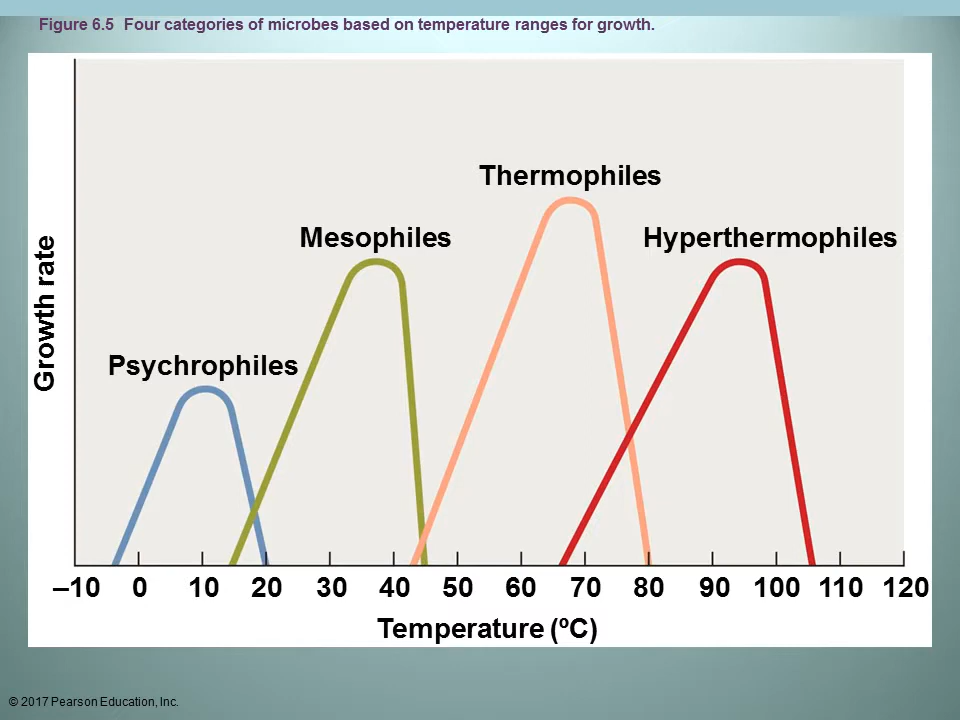 Figure 6.5  Four categories of microbes based on temperature ranges for growth.
Thermophiles
Mesophiles
Hyperthermophiles
Psychrophiles
Growth rate
–10 0 10 20 30 40 50 60 70 80 90 100 110 120
Temperature (ºC)
© 2017 Pearson Education, Inc.